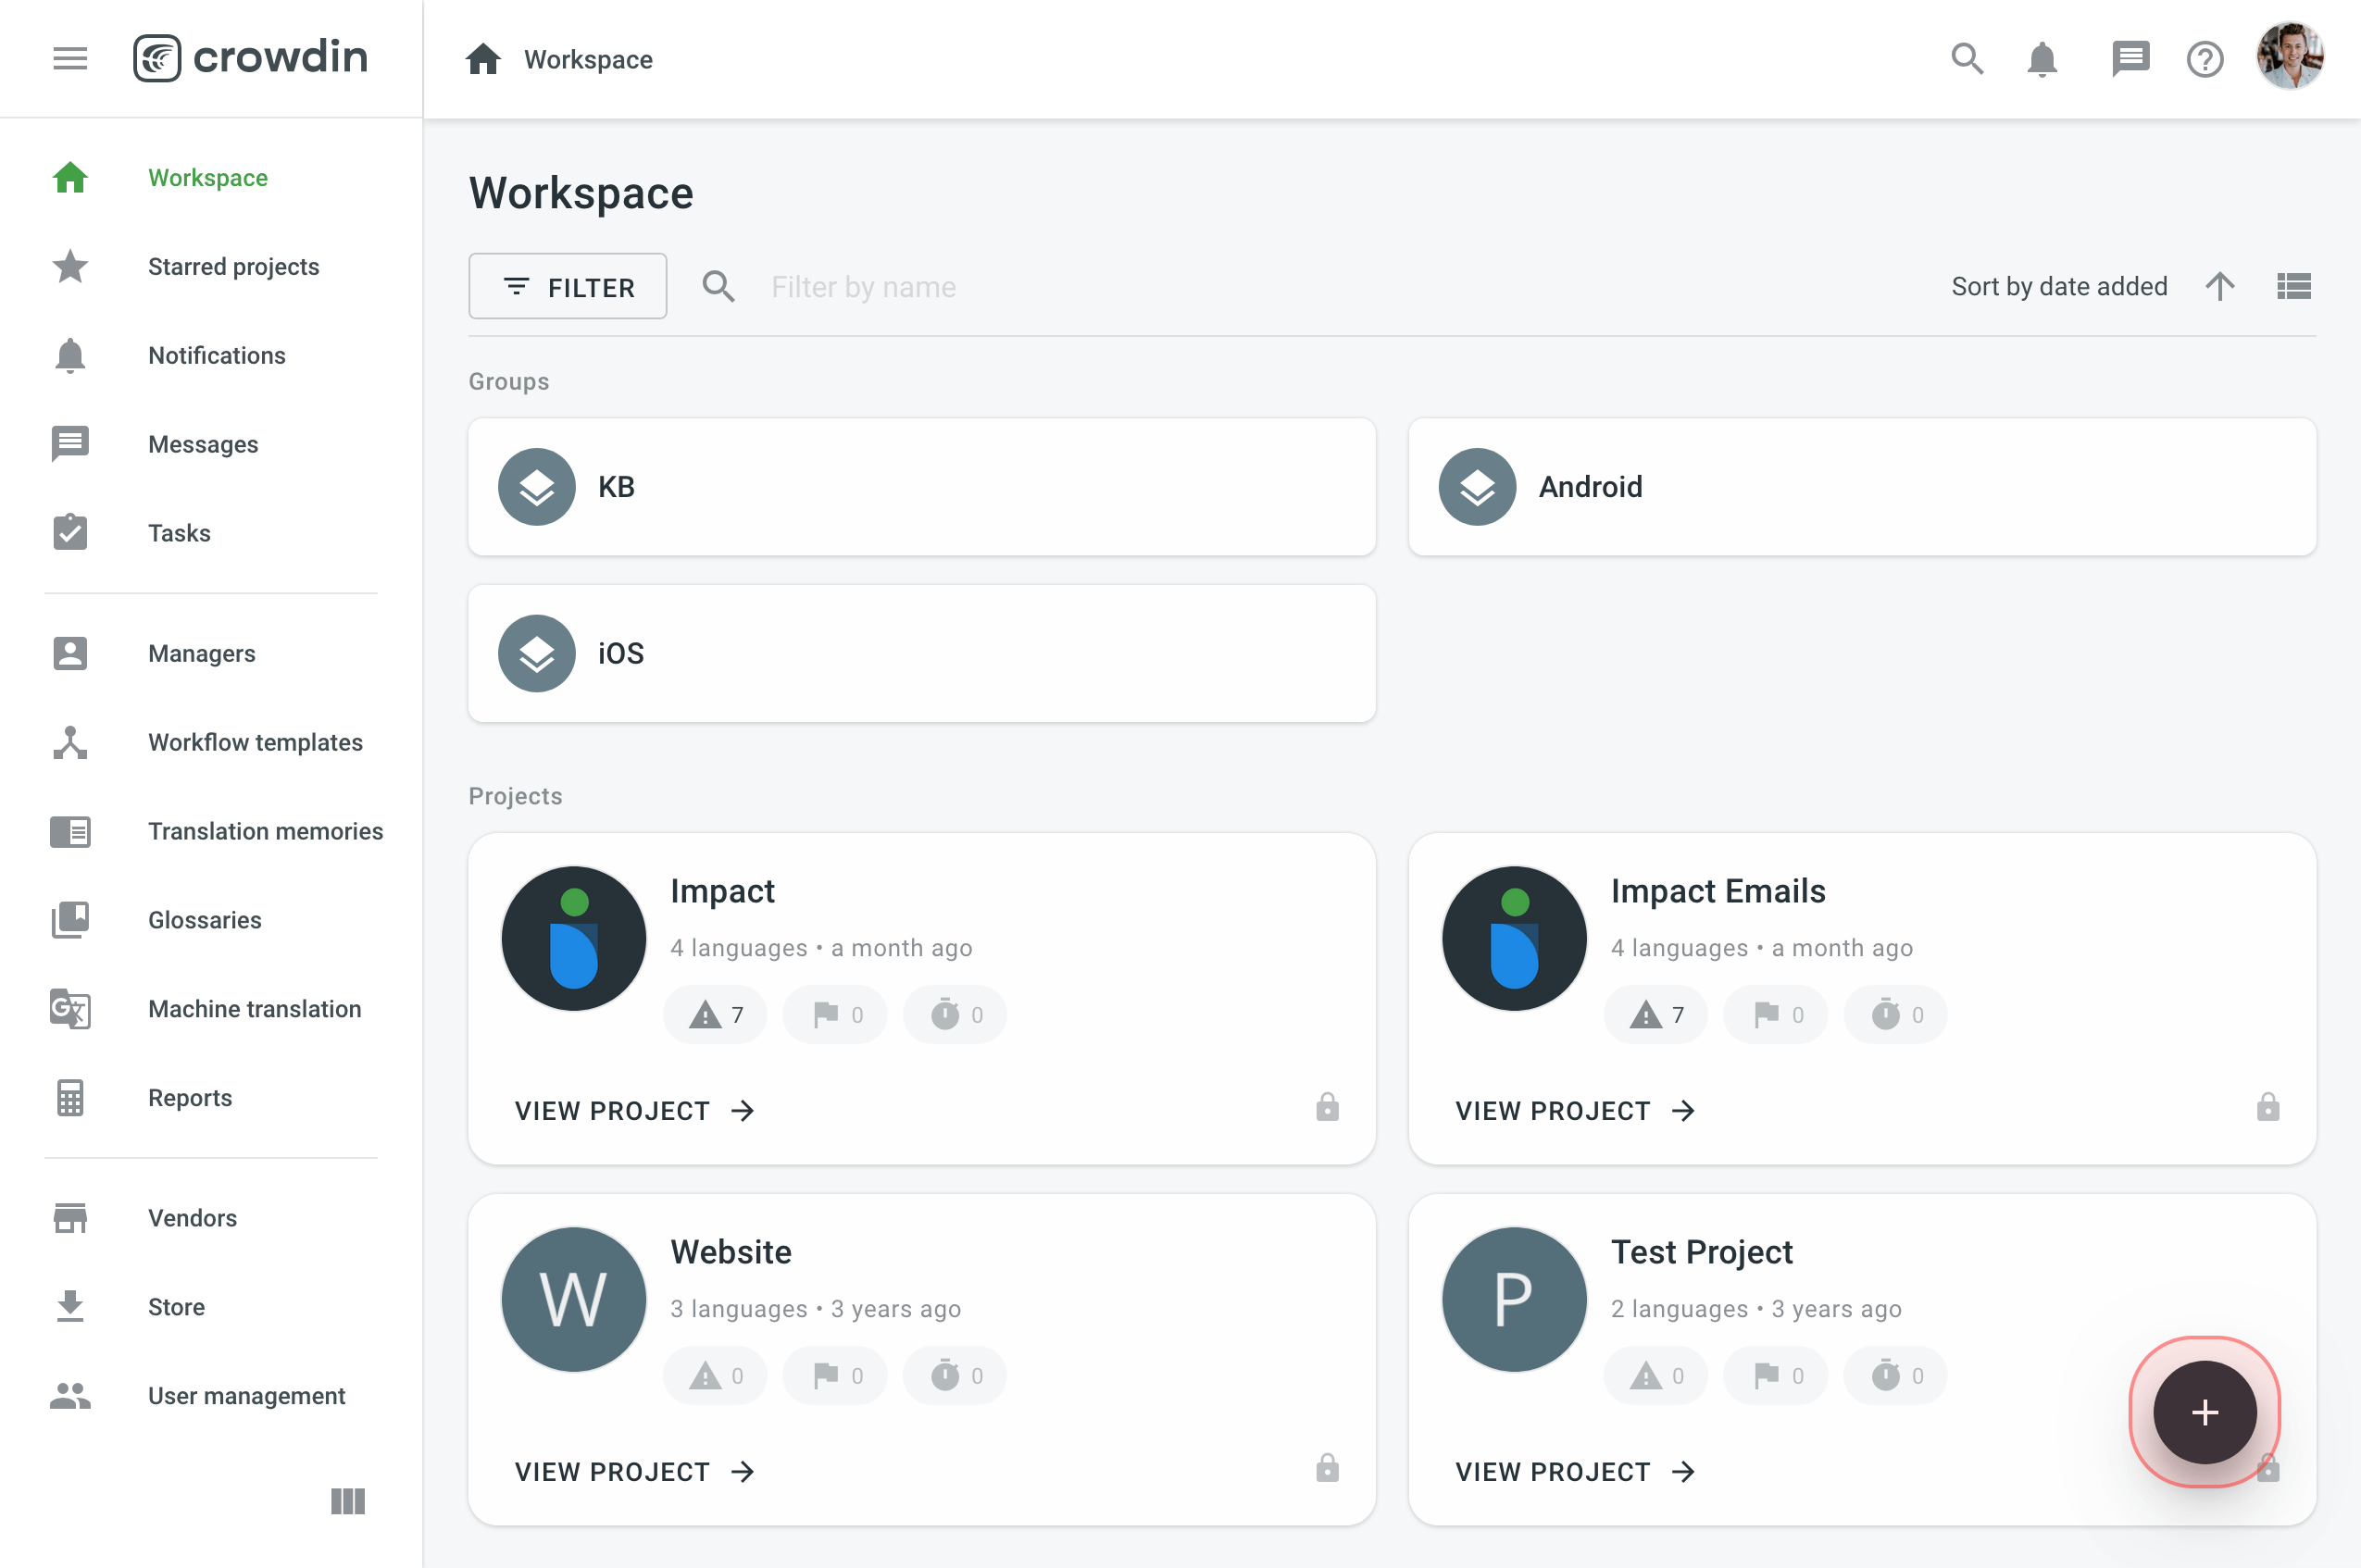 crowdin
Workspace
Workspace
Starred projects
Notifications
Messages
Tasks
Managers
Workflow templates
Translation memories
Glossaries
Machine translation
Reports
Vendors
Store
User management
Workspace
FILTER
Filter by name
Sort by date added
Groups
KB
Android
iOS
Projects
Impact
4 languages • a month ago
7 0 0
VIEW PROJECT
Impact Emails
4 languages • a month ago
7 0 0
VIEW PROJECT
W
Website
3 languages • 3 years ago
0 0 0
VIEW PROJECT
P
Test Project
2 languages • 3 years ago
0 0 0
VIEW PROJECT